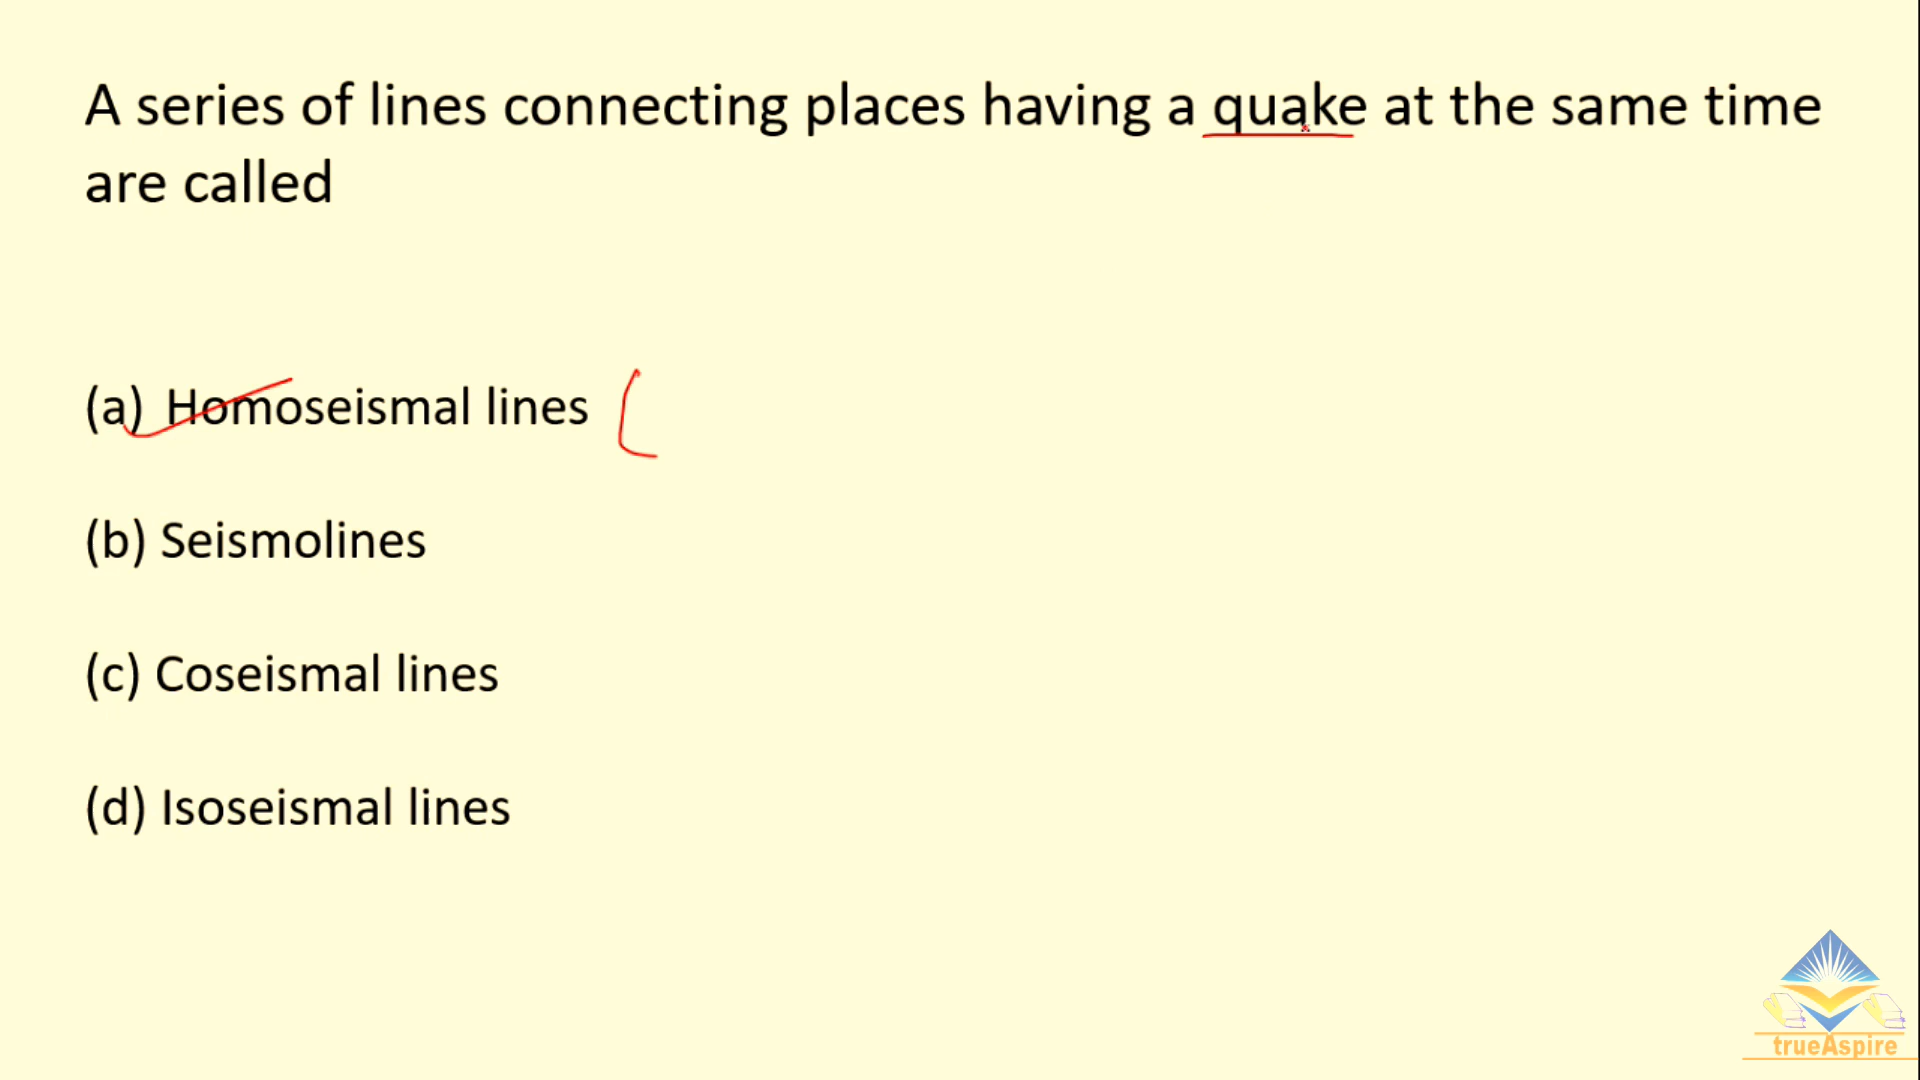 A series of lines connecting places having a quake at the same time
are called
(a) Homoseismal lines
(b) Seismolines
(c) Coseismal lines
(d) Isoseismal lines
trueAspire